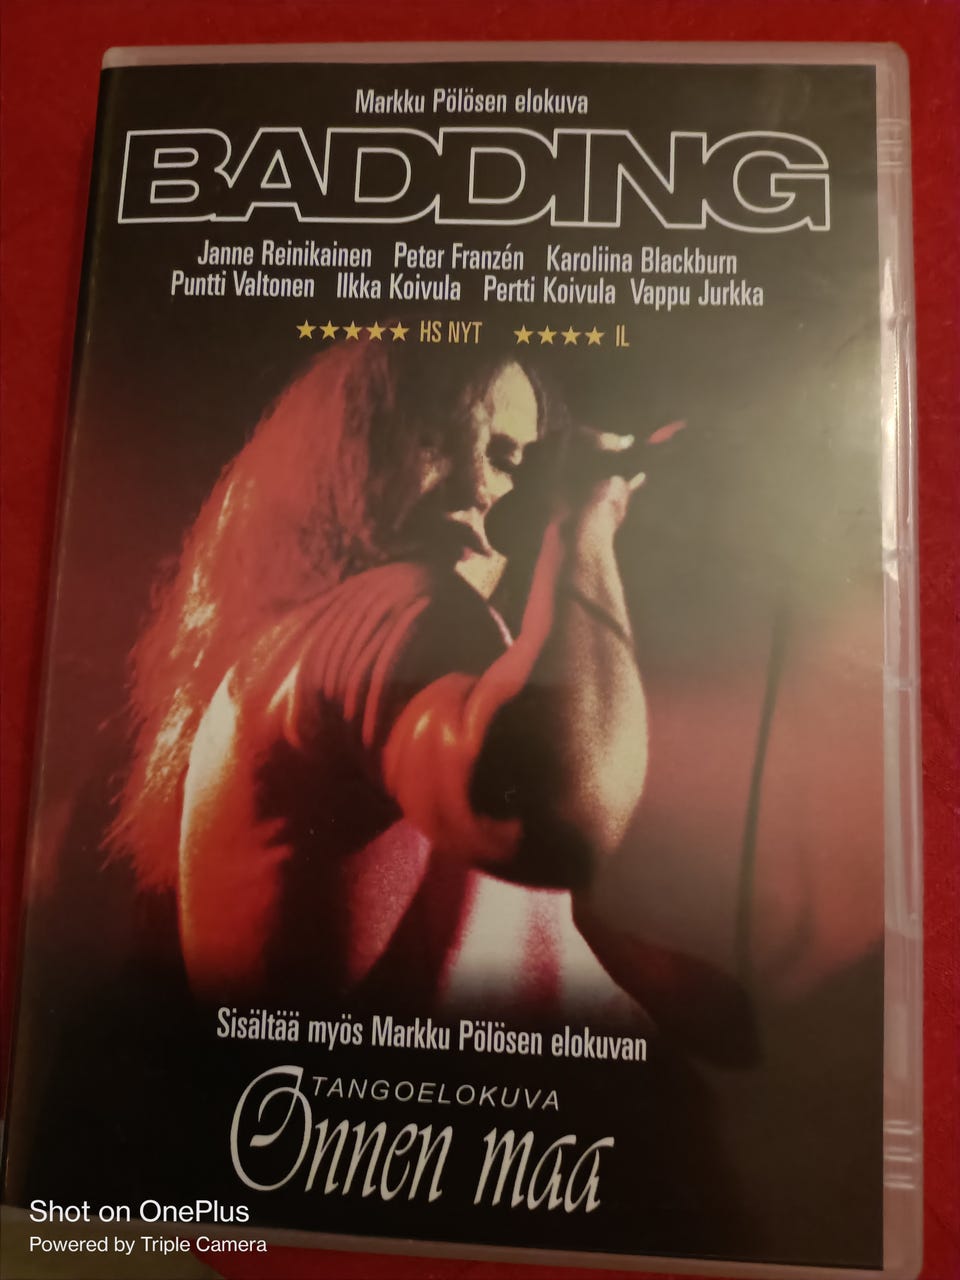 Markku Pölösen elokuva
BADDING
Janne Reinikainen Peter Franzén Karoliina Blackburn
Puntti Valtonen Ilkka Koivula Pertti Koivula Vappu Jurkka
★★★★★ HS NYT ★★★★ IL
Sisältää myös Markku Pölösen elokuvan
TANGOELOKUVA
Onnen maa
Shot on OnePlus
Powered by Triple Camera